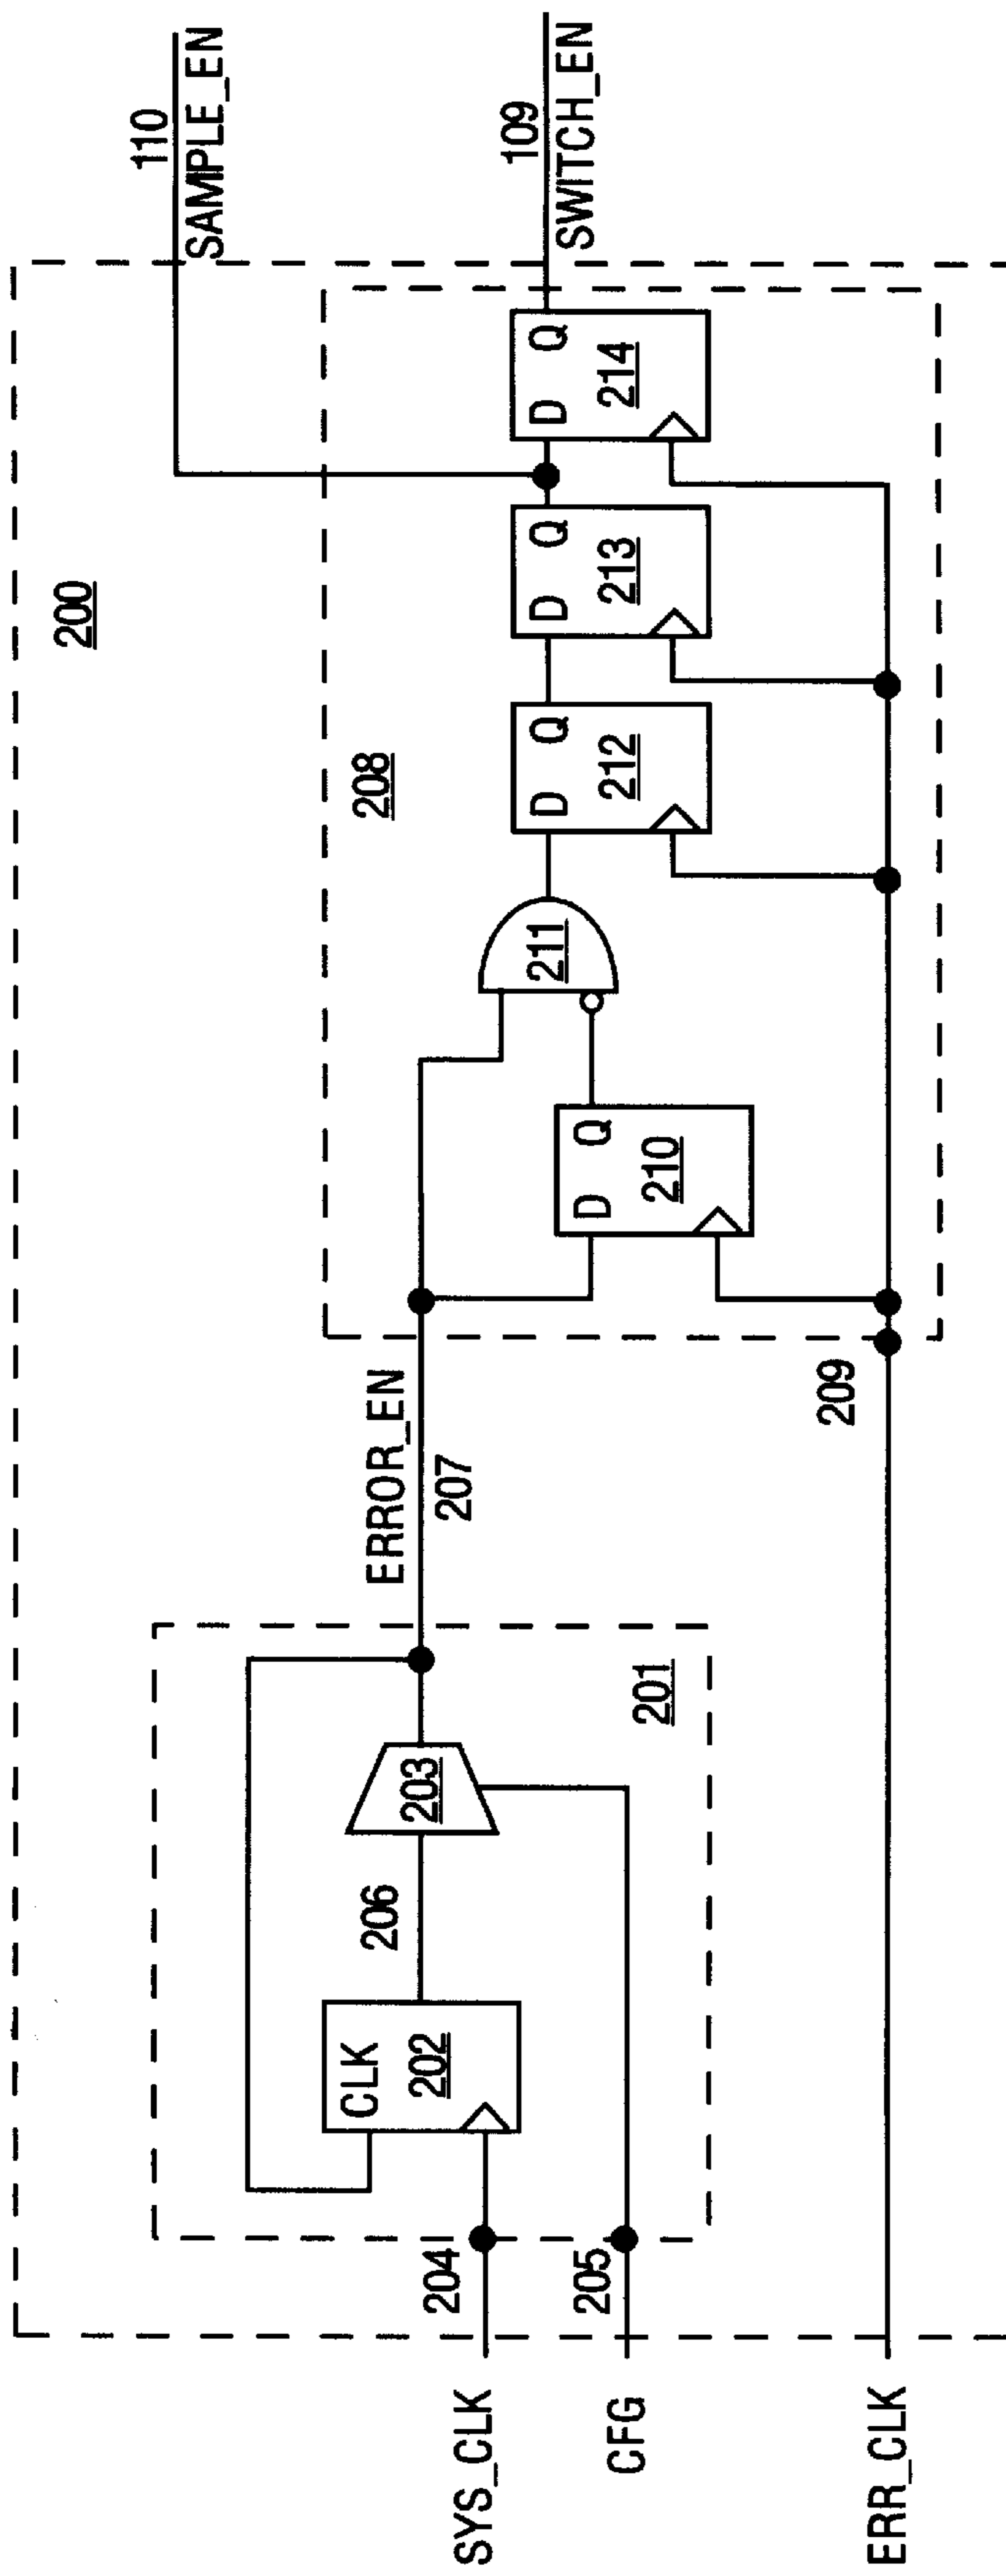 200
110
SAMPLE_EN
109
SWITCH_EN
208
D Q
214
D Q
213
D Q
212
211
D Q
210
ERROR_EN
207
209
201
203
206
CLK
202
204
205
SYS_CLK
CFG
ERR_CLK